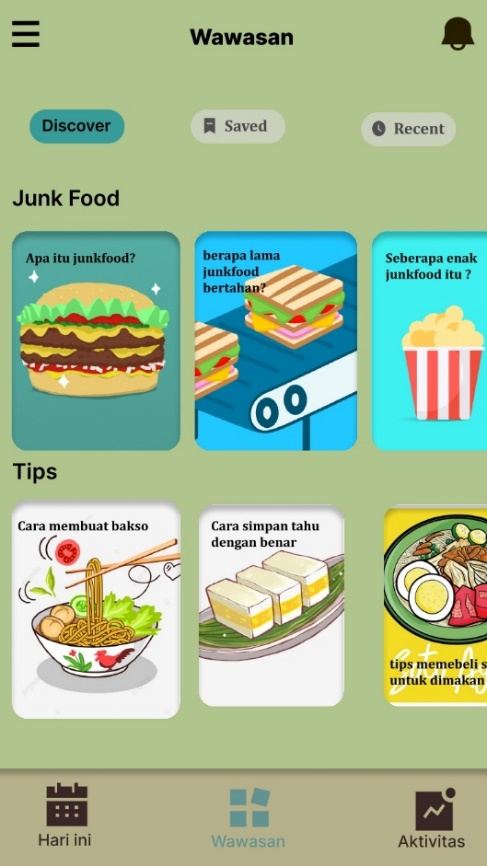 Wawasan
Discover
Saved
Recent
Junk Food
Apa itu junkfood?
berapa lama
junkfood
bertahan?
Seberapa enak
junkfood itu ?
Tips
Cara membuat bakso
Cara simpan tahu
dengan benar
tips memebeli s
untuk dimakan
Hari ini
Wawasan
Aktivitas